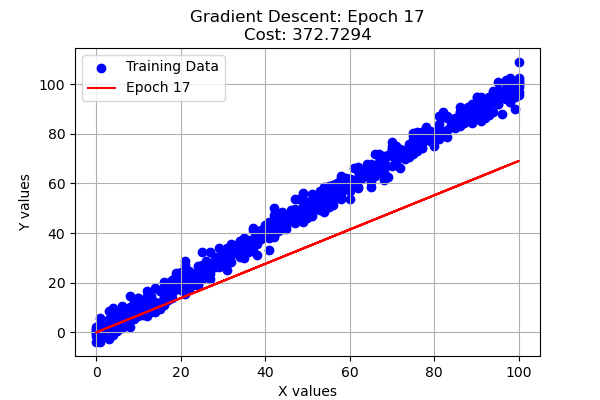 Gradient Descent: Epoch 17
Cost: 372.7294
Training Data
Epoch 17
100
80
60
40
20
0
Y values
0 20 40 60 80 100
X values